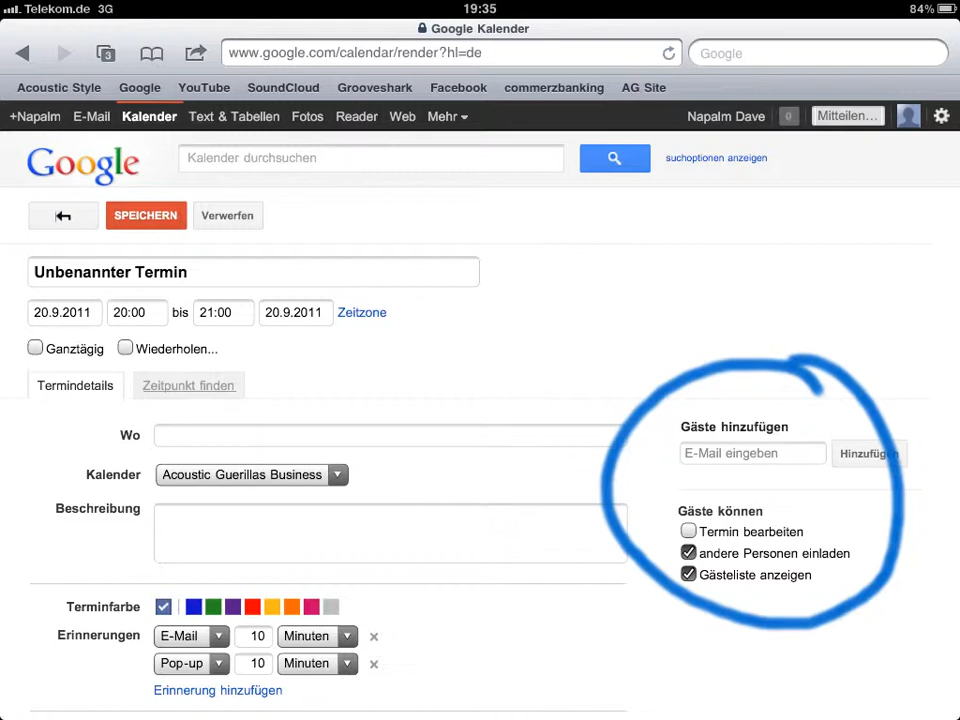 Telekom.de 3G 19:35 84%
Google Kalender
3 www.google.com/calendar/render?hl=de Google
Acoustic Style Google YouTube SoundCloud Grooveshark Facebook commerzbanking AG Site
+Napalm E-Mail Kalender Text & Tabellen Fotos Reader Web Mehr Napalm Dave 0 Mitteilen...
Google Kalender durchsuchen suchoptionen anzeigen
SPEICHERN Verwerfen
Unbenannter Termin
20.9.2011 20:00 bis 21:00 20.9.2011 Zeitzone
Ganztägig Wiederholen...
Termindetails Zeitpunkt finden
Gäste hinzufügen
Wo
E-Mail eingeben Hinzufügen
Kalender Acoustic Guerillas Business
Beschreibung
Gäste können
Termin bearbeiten
andere Personen einladen
Gästeliste anzeigen
Terminfarbe
Erinnerungen E-Mail 10 Minuten
Pop-up 10 Minuten
Erinnerung hinzufügen